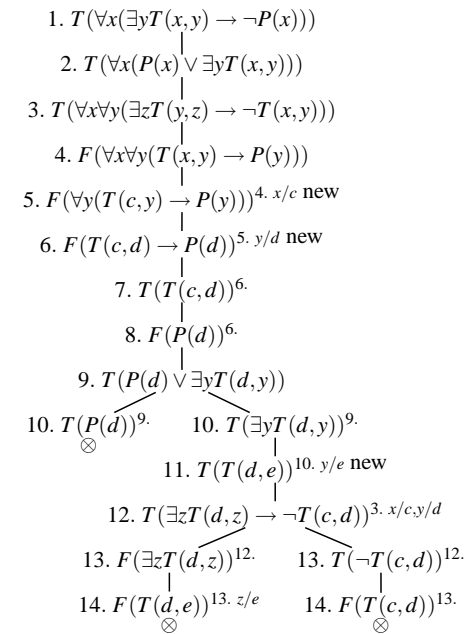 1. T(∀x(∃yT(x,y) → ¬P(x)))
2. T(∀x(P(x) ∨ ∃yT(x,y)))
3. T(∀x∀y(∃zT(y,z) → ¬T(x,y)))
4. F(∀x∀y(T(x,y) → P(y)))
5. F(∀y(T(c,y) → P(y)))4. x/c new
6. F(T(c,d) → P(d))5. y/d new
7. T(T(c,d))6.
8. F(P(d))6.
9. T(P(d) ∨ ∃yT(d,y))
10. T(P(d))9. 10. T(∃yT(d,y))9.
⊗
11. T(T(d,e))10. y/e new
12. T(∃zT(d,z) → ¬T(c,d))3. x/c,y/d
13. F(∃zT(d,z))12. 13. T(¬T(c,d))12.
14. F(T(d,e))13. z/e 14. F(T(c,d))13.
⊗ ⊗